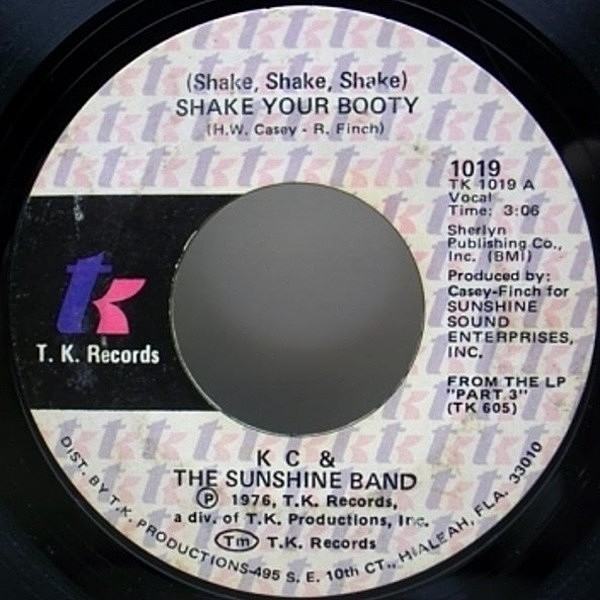 (Shake, Shake, Shake)
SHAKE YOUR BOOTY
(H.W. Casey - R. Finch)
1019
TK 1019 A
Vocal
Time: 3:06
Sherlyn
Publishing Co.,
Inc. (BMI)
Produced by:
Casey-Finch for
SUNSHINE
SOUND
ENTERPRISES,
INC.
FROM THE LP
"PART 3"
(TK 605)
tk
T. K. Records
K C &
THE SUNSHINE BAND
Ⓟ 1976, T.K. Records,
a div. of T.K. Productions, Inc.
Tm T.K. Records
DIST. BY T.K. PRODUCTIONS-495 S. E. 10th CT., HIALEAH, FLA. 33010